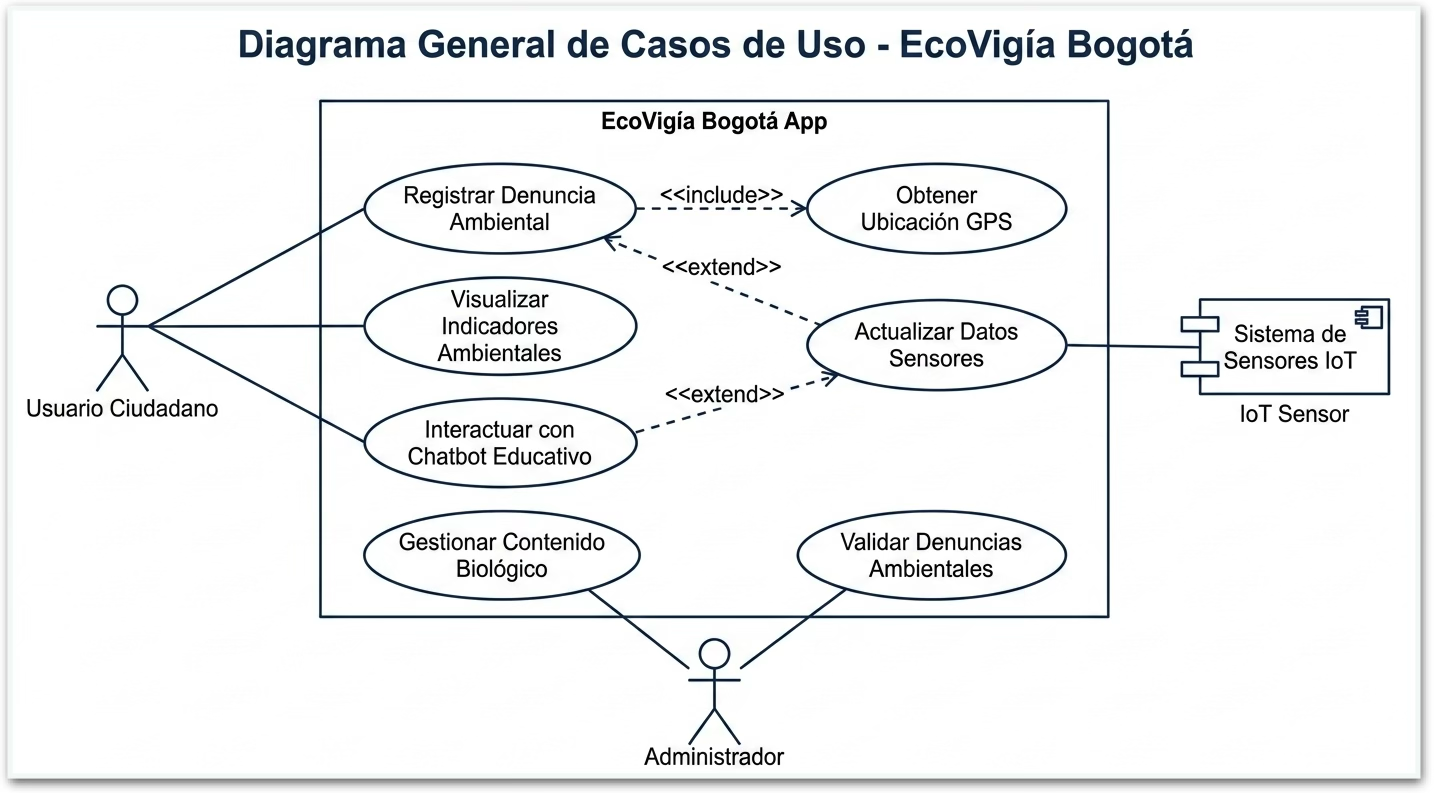 Diagrama General de Casos de Uso - EcoVigía Bogotá
EcoVigía Bogotá App
Registrar Denuncia
Ambiental
<<include>>
Obtener
Ubicación GPS
<<extend>>
Visualizar
Indicadores
Ambientales
Actualizar Datos
Sensores
Sistema de
Sensores IoT
IoT Sensor
Usuario Ciudadano
<<extend>>
Interactuar con
Chatbot Educativo
Gestionar Contenido
Biológico
Validar Denuncias
Ambientales
Administrador